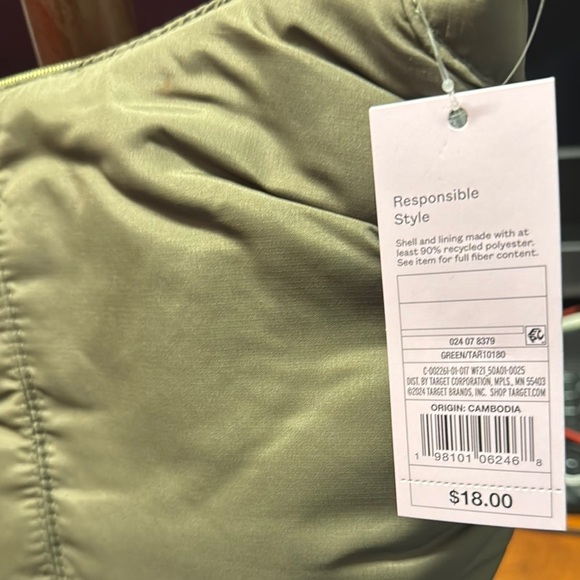 Responsible
Style
Shell and lining made with at
least 90% recycled polyester.
See item for full fiber content.
024 07 8379
GREEN/TAR10180
C-002261-01-017 WF21_50A01-0025
DIST. BY TARGET CORPORATION, MPLS., MN 55403
©2024 TARGET BRANDS, INC. SHOP TARGET.COM
ORIGIN: CAMBODIA
1 98101 06246 8
$18.00